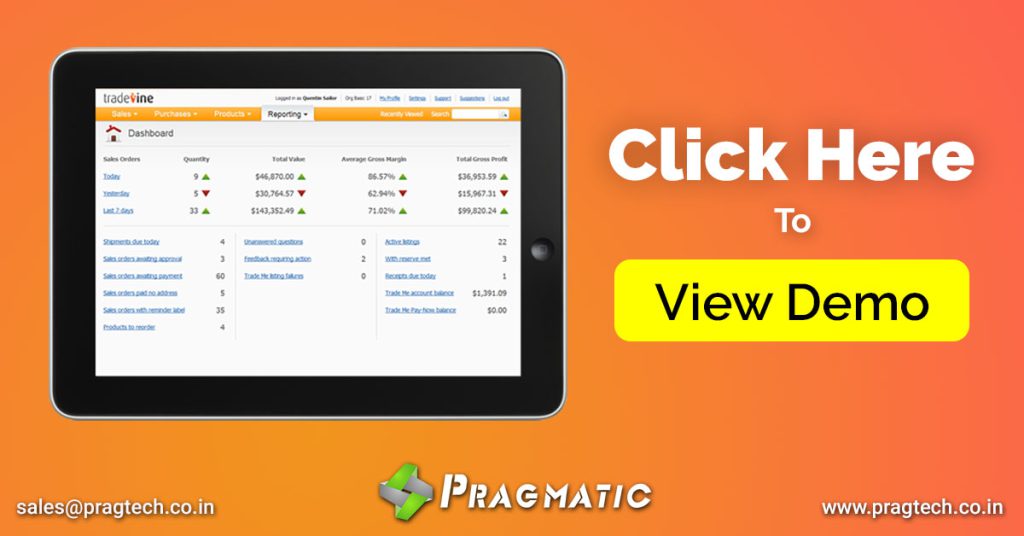 tradevine
Logged in as Quentin Sailor Org Exec: 17 My Profile Settings Support Suggestions Log out
Sales Purchases Products Reporting Recently Viewed Search
Dashboard
Sales Orders Quantity Total Value Average Gross Margin Total Gross Profit
Today 9 $46,870.00 86.57% $36,953.59
Yesterday 5 $30,764.57 62.94% $15,967.31
Last 7 days 33 $143,352.49 71.02% $99,820.24
Shipments due today 4 Unanswered questions 0 Active listings 22
Sales orders awaiting approval 3 Feedback requiring action 2 With reserve met 3
Sales orders awaiting payment 60 Trade Me listing failures 0 Receipts due today 1
Sales orders paid no address 5 Trade Me account balance $1,391.09
Sales orders with reminder label 35 Trade Me Pay-Now balance $0.00
Products to reorder 4
Click Here
To
View Demo
PRAGMATIC
sales@pragtech.co.in www.pragtech.co.in